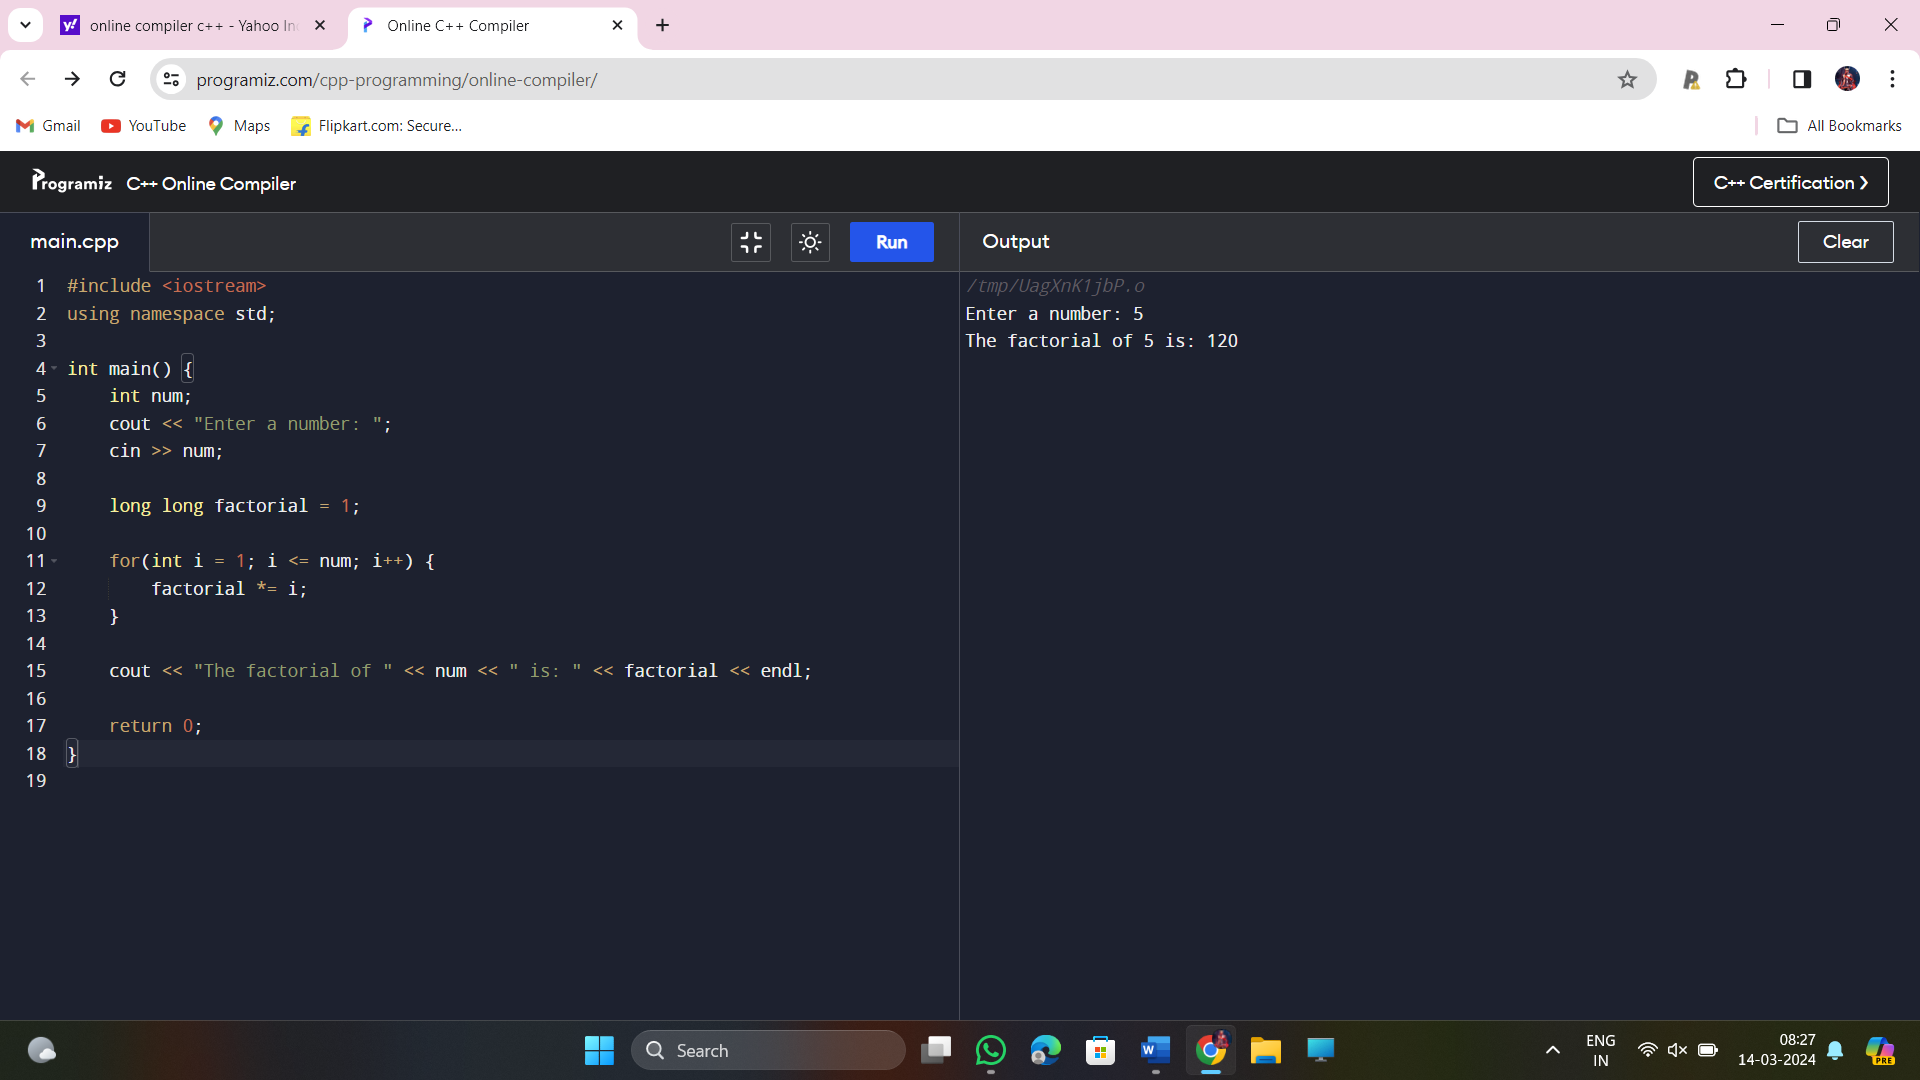 online compiler c++ - Yahoo In
Online C++ Compiler
programiz.com/cpp-programming/online-compiler/
Gmail
YouTube
Maps
Flipkart.com: Secure...
All Bookmarks
Programiz
C++ Online Compiler
C++ Certification
main.cpp
Run
Output
Clear
1 #include <iostream>
2 using namespace std;
3
4 int main() {
5     int num;
6     cout << "Enter a number: ";
7     cin >> num;
8
9     long long factorial = 1;
10
11     for(int i = 1; i <= num; i++) {
12         factorial *= i;
13     }
14
15     cout << "The factorial of " << num << " is: " << factorial << endl;
16
17     return 0;
18 }
19
/tmp/UagXnK1jbP.o
Enter a number: 5
The factorial of 5 is: 120
Search
ENG
IN
08:27
14-03-2024
PRE